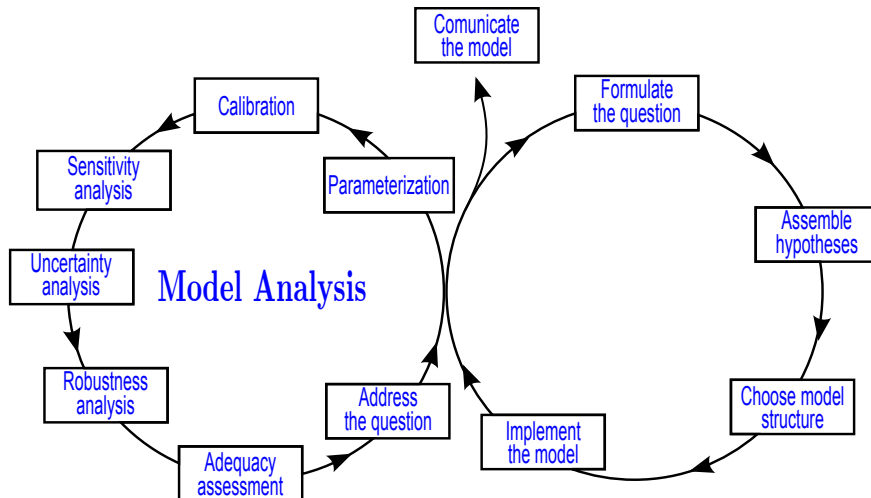 Comunicate
the model
Formulate
the question
Calibration
Sensitivity
analysis
Parameterization
Assemble
hypotheses
Uncertainty
analysis
Model Analysis
Robustness
analysis
Address
the question
Choose model
structure
Implement
the model
Adequacy
assessment